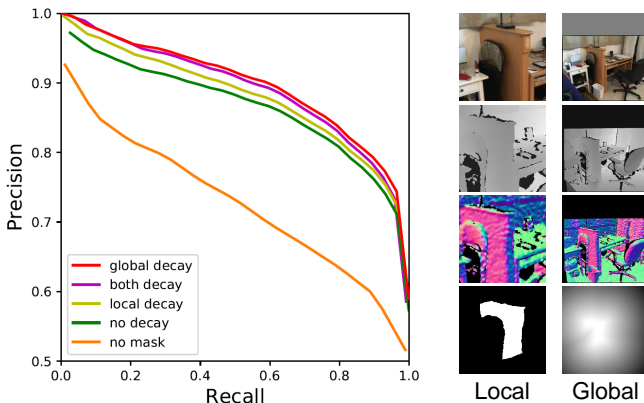 1.0
0.9
0.8
0.7
0.6
0.5
Precision
global decay
both decay
local decay
no decay
no mask
0.0 0.2 0.4 0.6 0.8 1.0
Recall
Local Global